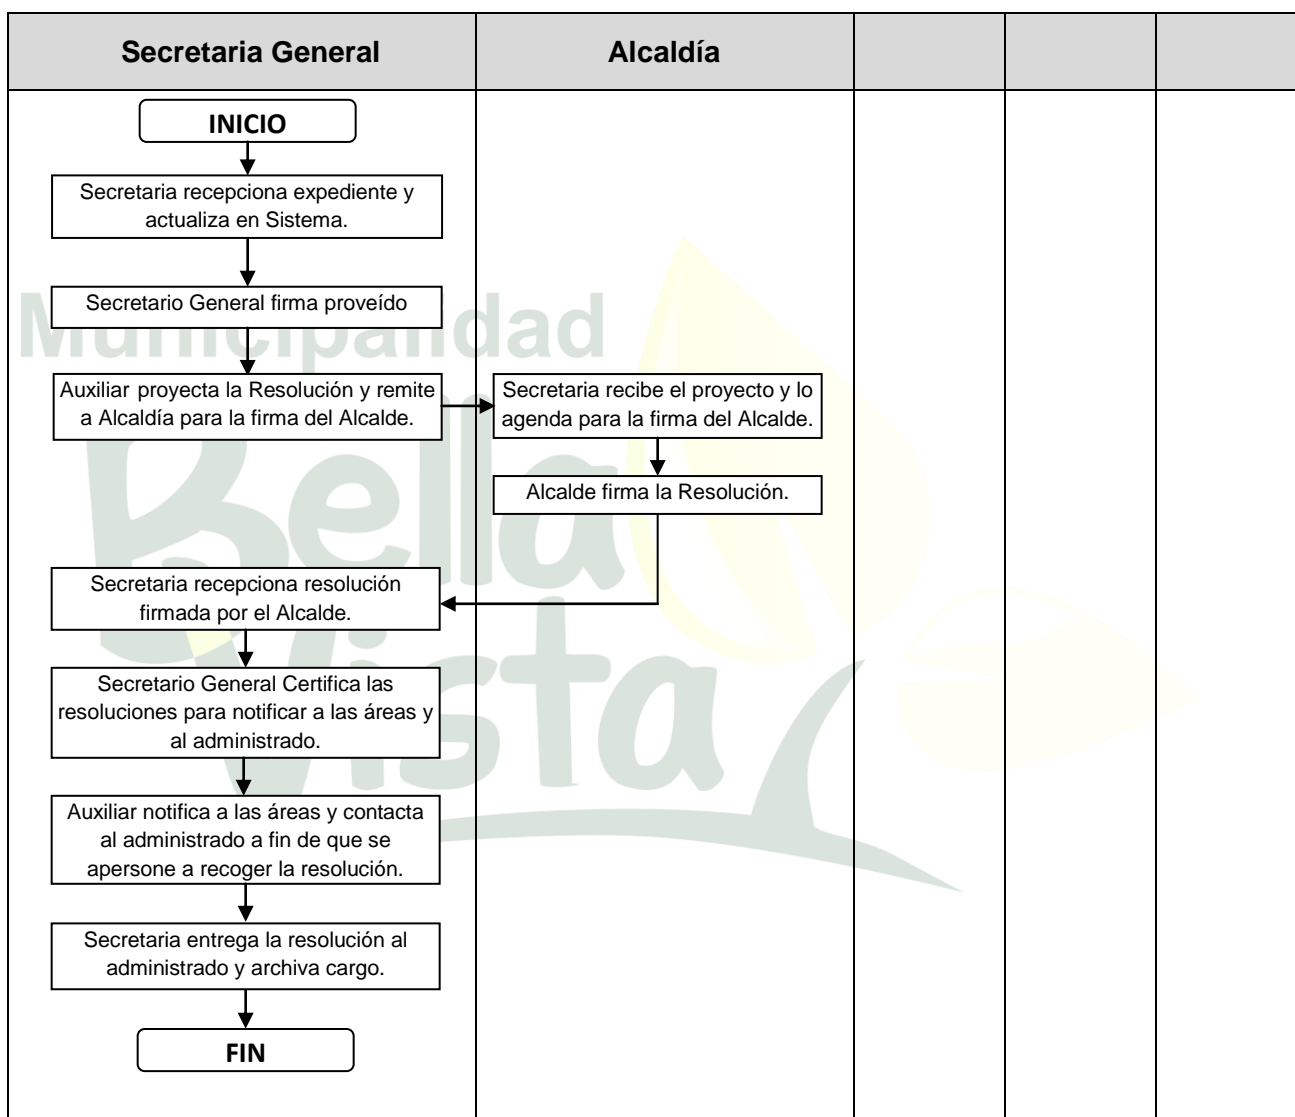 Secretaria General
Alcaldía
INICIO
Secretaria recepciona expediente y
actualiza en Sistema.
Secretario General firma proveído
Municipalidad
Auxiliar proyecta la Resolución y remite
a Alcaldía para la firma del Alcalde.
Secretaria recibe el proyecto y lo
agenda para la firma del Alcalde.
Alcalde firma la Resolución.
Bella
Vista
Secretaria recepciona resolución
firmada por el Alcalde.
Secretario General Certifica las
resoluciones para notificar a las áreas y
al administrado.
Auxiliar notifica a las áreas y contacta
al administrado a fin de que se
apersone a recoger la resolución.
Secretaria entrega la resolución al
administrado y archiva cargo.
FIN